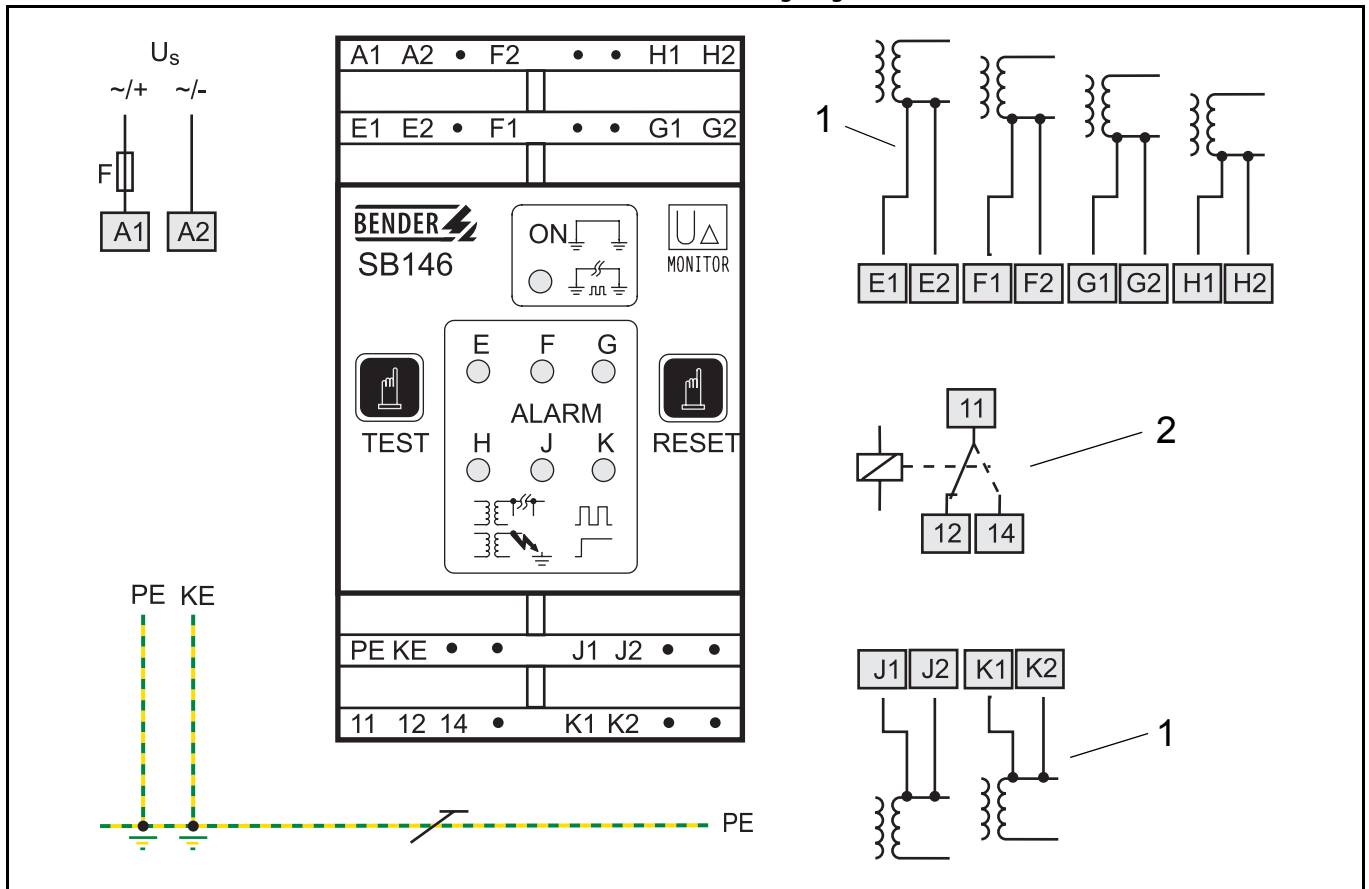 U_s
~/+ ~/-
F
A1 A2
A1 A2 • F2 • • H1 H2
E1 E2 • F1 • • G1 G2
BENDER
SB146
ON
U△
MONITOR
E F G
ALARM
H J K
TEST
RESET
PE KE • • J1 J2 • •
11 12 14 • K1 K2 • •
1
E1 E2 F1 F2 G1 G2 H1 H2
11
2
12 14
PE KE
PE
J1 J2 K1 K2
1